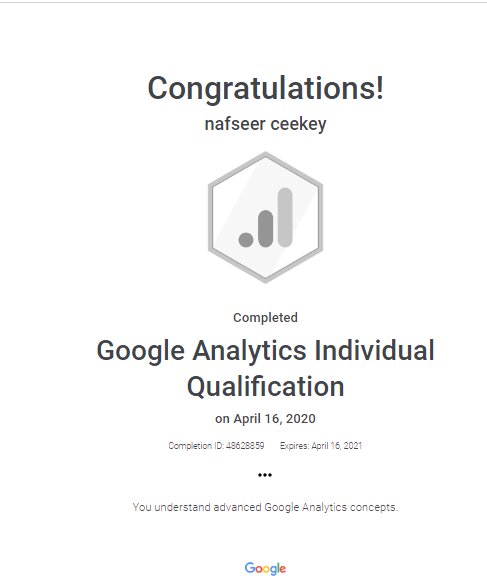 Congratulations!
nafseer ceekey
Completed
Google Analytics Individual
Qualification
on April 16, 2020
Completion ID: 48628859 Expires: April 16, 2021
•••
You understand advanced Google Analytics concepts.
Google